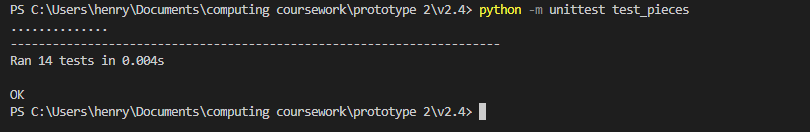 PS C:\Users\henry\Documents\computing coursework\prototype 2\v2.4> python -m unittest test_pieces
..............
----------------------------------------------------------------------
Ran 14 tests in 0.004s
OK
PS C:\Users\henry\Documents\computing coursework\prototype 2\v2.4>